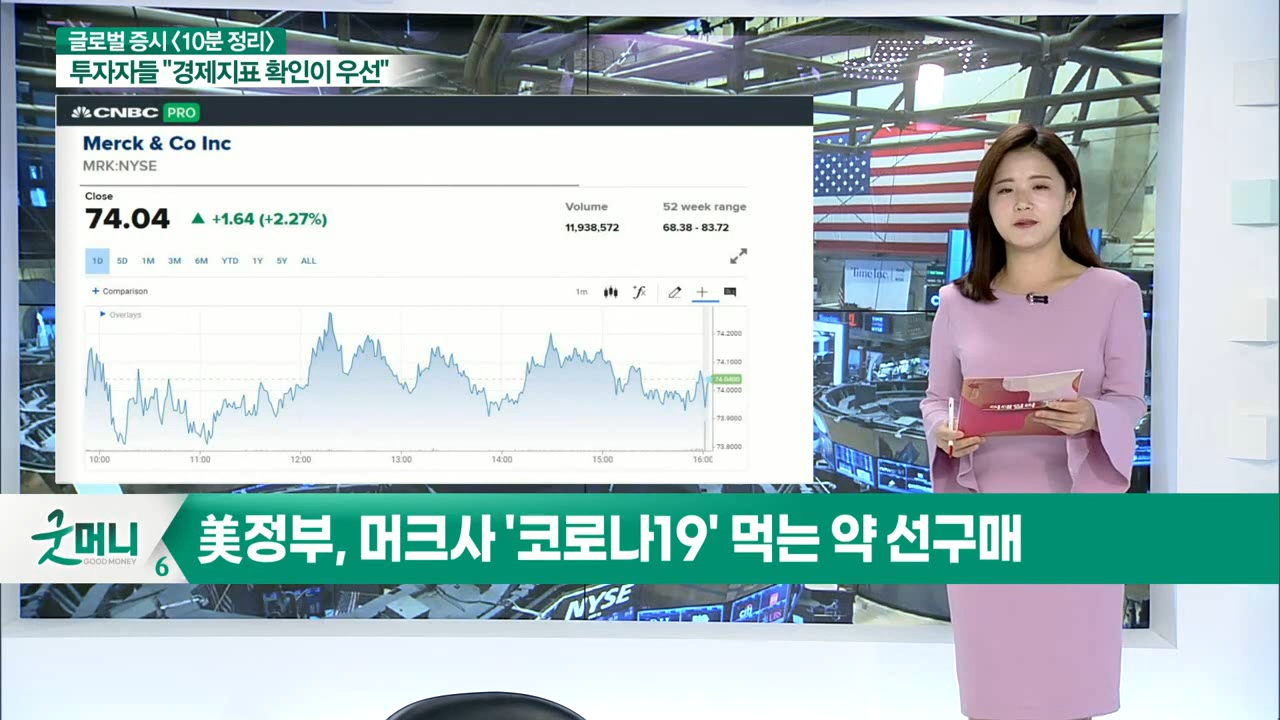 글로벌 증시 <10분 정리>
투자자들 "경제지표 확인이 우선"
CNBC PRO
Merck & Co Inc
MRK:NYSE
Close
74.04 ▲ +1.64 (+2.27%)
Volume
11,938,572
52 week range
68.38 - 83.72
1D 5D 1M 3M 6M YTD 1Y 5Y ALL
+ Comparison
1m
Overlays
74.2000
74.1000
74.0400
74.0000
73.9000
73.8000
10:00 11:00 12:00 13:00 14:00 15:00 16:00
Time Inc.
굿머니
GOOD MONEY
6
美정부, 머크사 '코로나19' 먹는 약 선구매
NYSE
citi